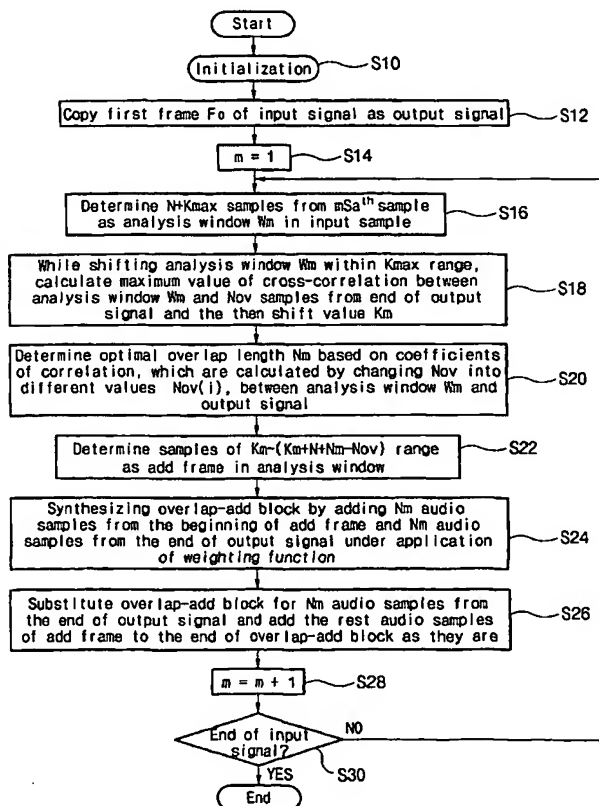 Start
Initialization
S10
Copy first frame F0 of input signal as output signal
S12
m = 1
S14
Determine N+Kmax samples from mSath sample
as analysis window Wm in input sample
S16
While shifting analysis window Wm within Kmax range,
calculate maximum value of cross-correlation between
analysis window Wm and Nov samples from end of output
signal and the then shift value Km
S18
Determine optimal overlap length Nm based on coefficients
of correlation, which are calculated by changing Nov into
different values Nov(i), between analysis window Wm and
output signal
S20
Determine samples of Km-(Km+N+Nm-Nov) range
as add frame in analysis window
S22
Synthesizing overlap-add block by adding Nm audio
samples from the beginning of add frame and Nm audio
samples from the end of output signal under application
of weighting function
S24
Substitute overlap-add block for Nm audio samples from
the end of output signal and add the rest audio samples
of add frame to the end of overlap-add block as they are
S26
m = m + 1
S28
End of input
signal?
NO
S30
YES
End